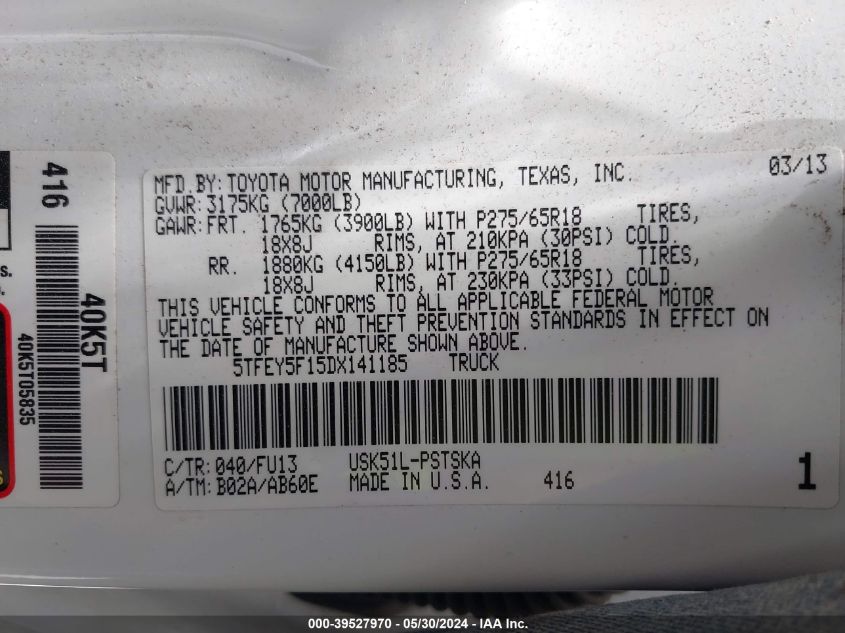 MFD.BY:TOYOTA MOTOR MANUFACTURING, TEXAS, INC. 03/13
GVWR:3175KG (7000LB)
GAWR:FRT. 1765KG (3900LB) WITH P275/65R18 TIRES,
18X8J RIMS, AT 210KPA (30PSI) COLD.
RR. 1880KG (4150LB) WITH P275/65R18 TIRES,
18X8J RIMS, AT 230KPA (33PSI) COLD.
THIS VEHICLE CONFORMS TO ALL APPLICABLE FEDERAL MOTOR
VEHICLE SAFETY AND THEFT PREVENTION STANDARDS IN EFFECT ON
THE DATE OF MANUFACTURE SHOWN ABOVE.
5TFEY5F15DX141185 TRUCK
C/TR:040/FU13 USK51L-PSTSKA
A/TM:B02A/AB60E MADE IN U.S.A. 416 1
416
40K5T
40K5T05835
000-39527970 - 05/30/2024 - IAAI.com